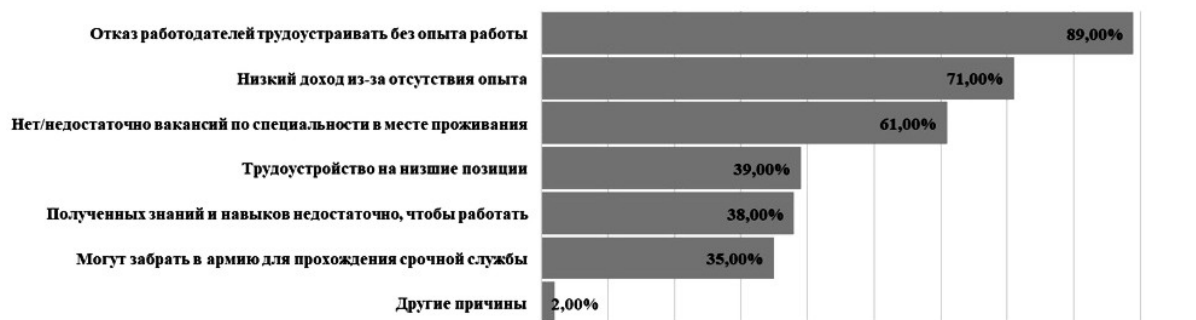 Отказ работодателей трудоустраивать без опыта работы 89,00%
Низкий доход из-за отсутствия опыта 71,00%
Нет/недостаточно вакансий по специальности в месте проживания 61,00%
Трудоустройство на низшие позиции 39,00%
Полученных знаний и навыков недостаточно, чтобы работать 38,00%
Могут забрать в армию для прохождения срочной службы 35,00%
Другие причины 2,00%